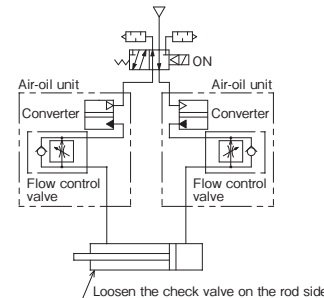 ON
Air-oil unit
Air-oil unit
Converter
Converter
Flow control
valve
Flow control
valve
Loosen the check valve on the rod side